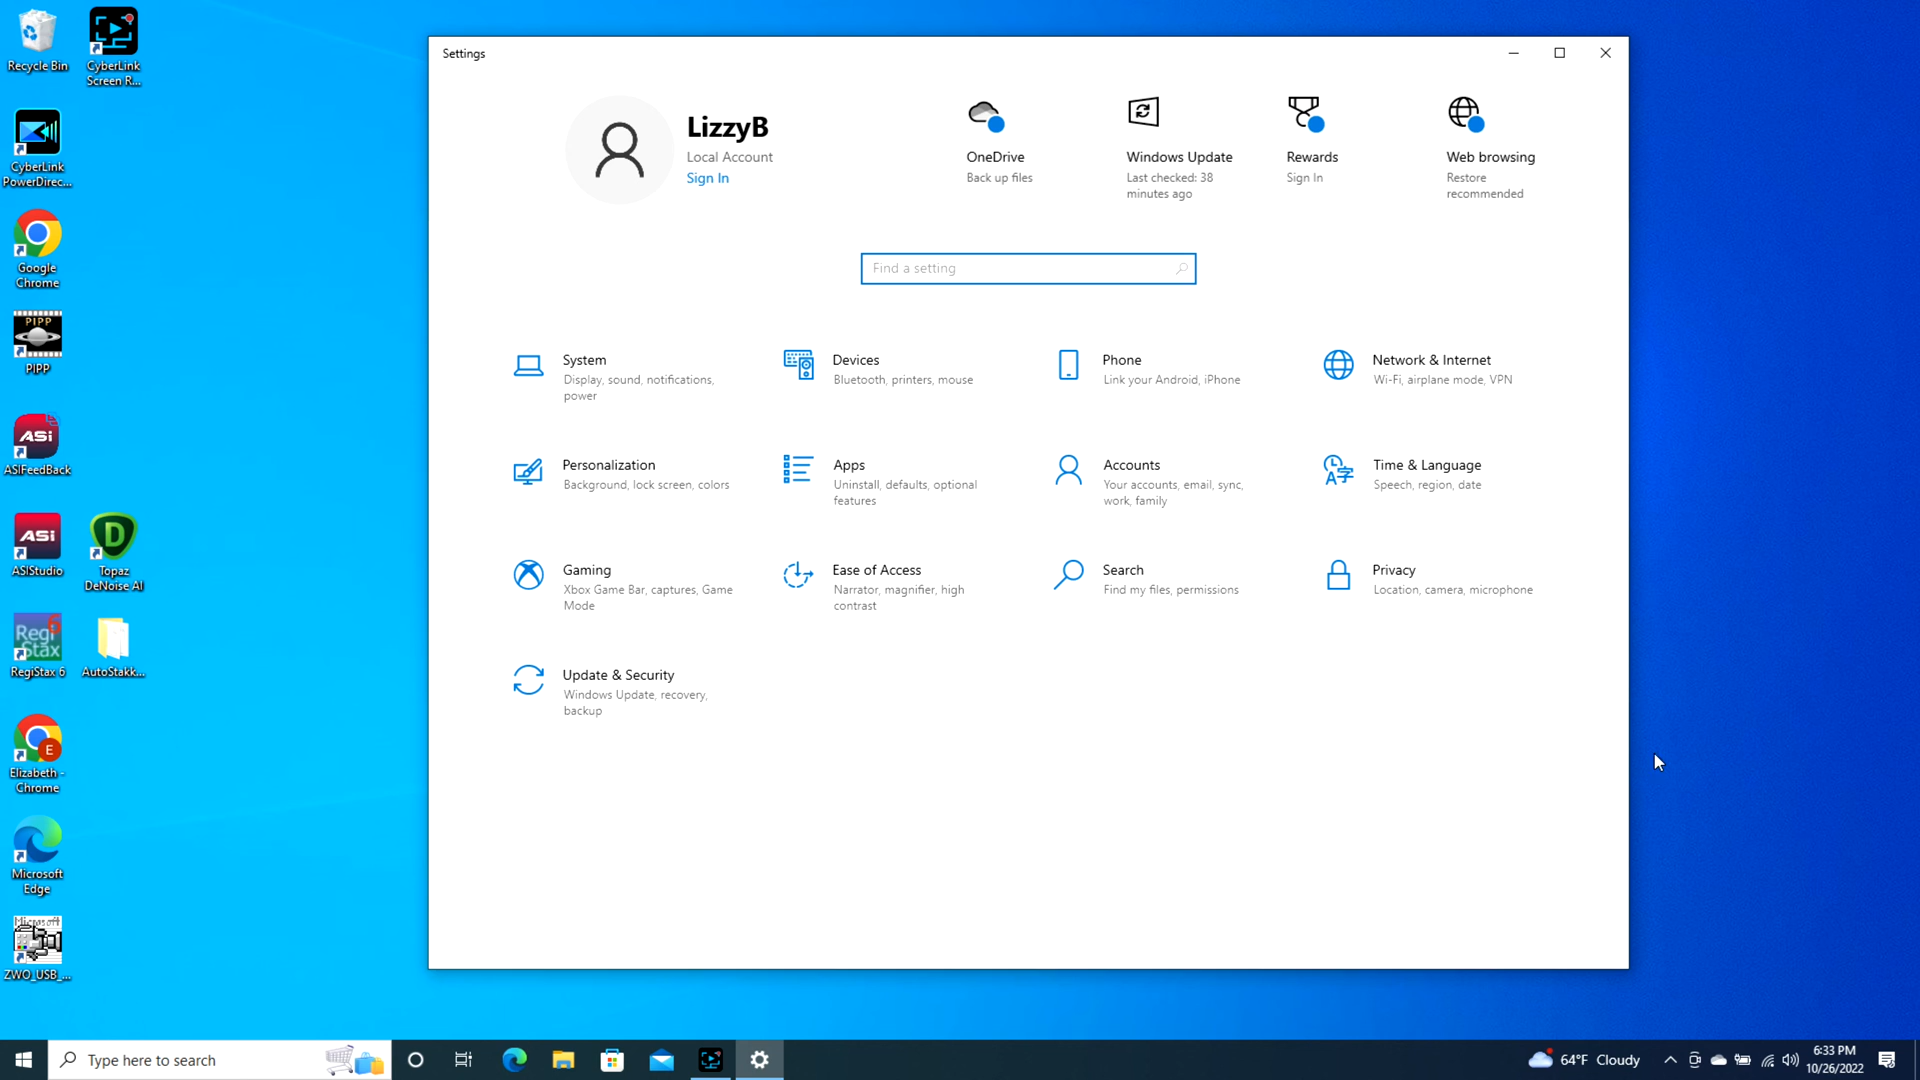 Recycle Bin
CyberLink
Screen R...
CyberLink
PowerDirec...
Google
Chrome
PIPP
PIPP
ASi
ASIFeedBack
ASi
ASIStudio
D
Topaz
DeNoise AI
Regi
Stax
6
RegiStax 6
AutoStakk...
E
Elizabeth -
Chrome
Microsoft
Edge
Microsoft
ZWO_USB_...
Settings
LizzyB
Local Account
Sign In
OneDrive
Back up files
Windows Update
Last checked: 38
minutes ago
Rewards
Sign In
Web browsing
Restore
recommended
Find a setting
System
Display, sound, notifications,
power
Devices
Bluetooth, printers, mouse
Phone
Link your Android, iPhone
Network & Internet
Wi-Fi, airplane mode, VPN
Personalization
Background, lock screen, colors
Apps
Uninstall, defaults, optional
features
Accounts
Your accounts, email, sync,
work, family
Time & Language
Speech, region, date
Gaming
Xbox Game Bar, captures, Game
Mode
Ease of Access
Narrator, magnifier, high
contrast
Search
Find my files, permissions
Privacy
Location, camera, microphone
Update & Security
Windows Update, recovery,
backup
Type here to search
64°F Cloudy
6:33 PM
10/26/2022